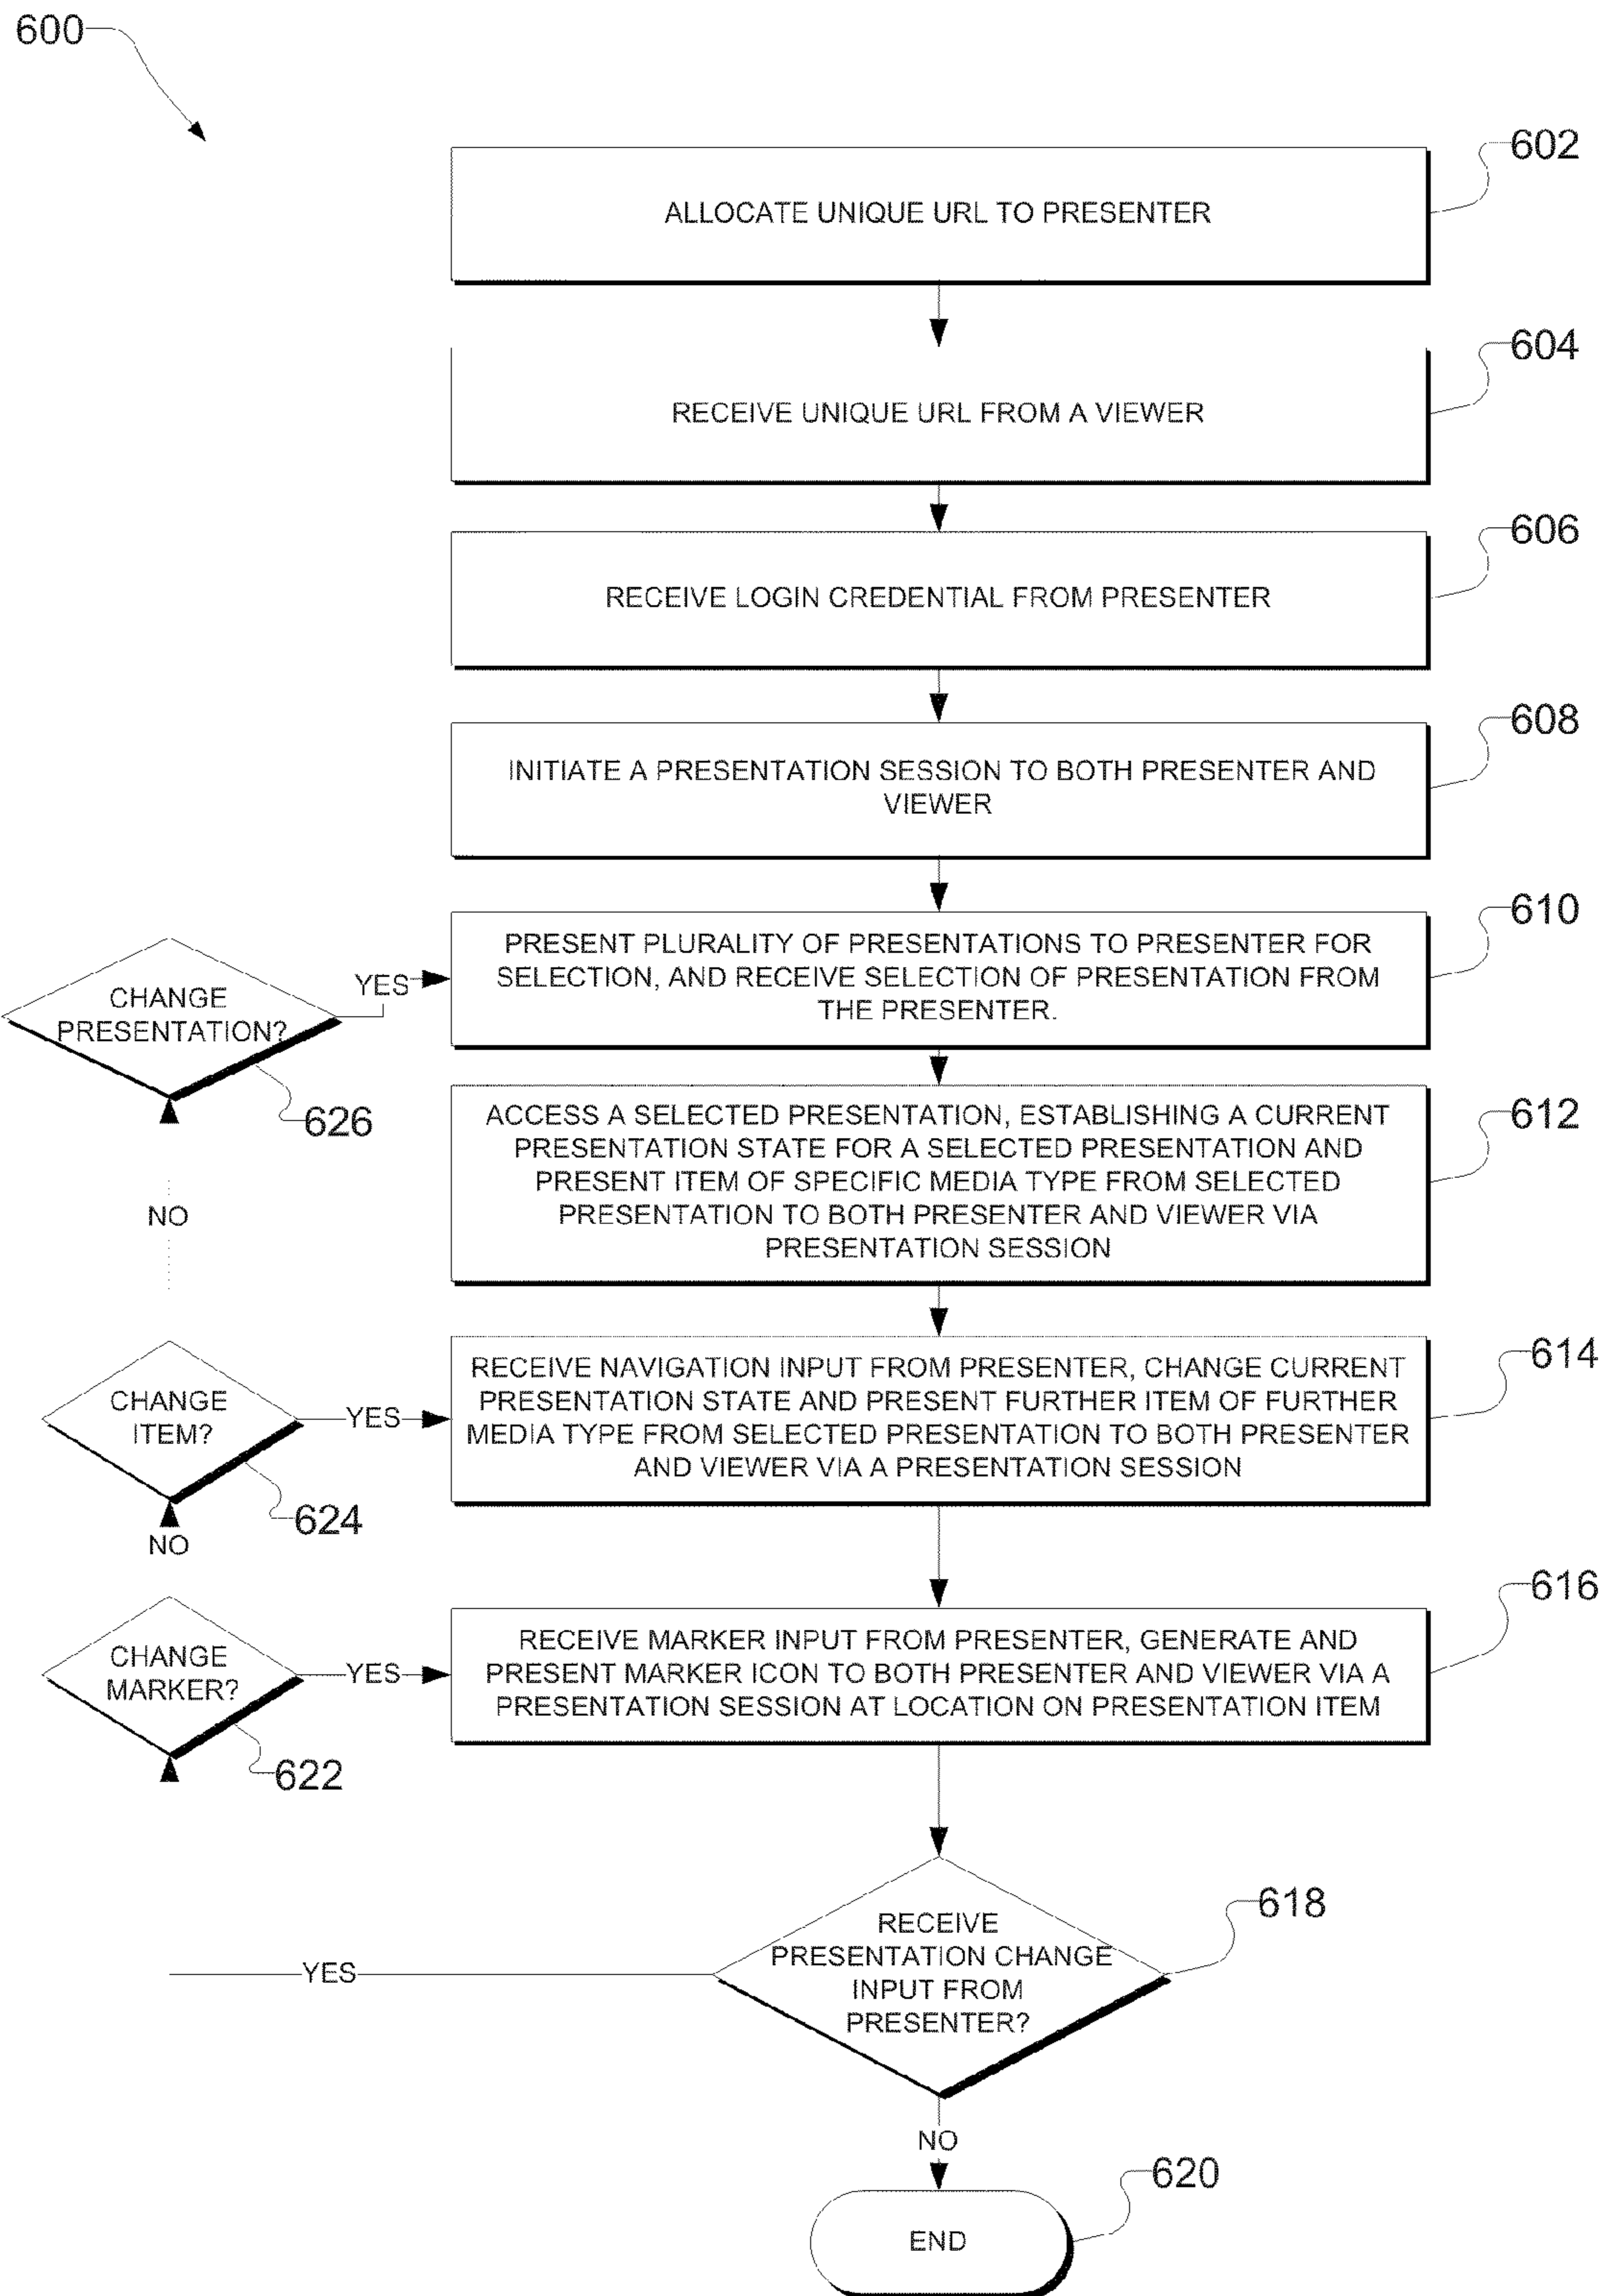 600
602
ALLOCATE UNIQUE URL TO PRESENTER
604
RECEIVE UNIQUE URL FROM A VIEWER
606
RECEIVE LOGIN CREDENTIAL FROM PRESENTER
608
INITIATE A PRESENTATION SESSION TO BOTH PRESENTER AND
VIEWER
610
PRESENT PLURALITY OF PRESENTATIONS TO PRESENTER FOR
SELECTION, AND RECEIVE SELECTION OF PRESENTATION FROM
THE PRESENTER.
CHANGE
PRESENTATION?
YES
626
612
ACCESS A SELECTED PRESENTATION, ESTABLISHING A CURRENT
PRESENTATION STATE FOR A SELECTED PRESENTATION AND
PRESENT ITEM OF SPECIFIC MEDIA TYPE FROM SELECTED
PRESENTATION TO BOTH PRESENTER AND VIEWER VIA
PRESENTATION SESSION
NO
614
RECEIVE NAVIGATION INPUT FROM PRESENTER, CHANGE CURRENT
PRESENTATION STATE AND PRESENT FURTHER ITEM OF FURTHER
MEDIA TYPE FROM SELECTED PRESENTATION TO BOTH PRESENTER
AND VIEWER VIA A PRESENTATION SESSION
CHANGE
ITEM?
YES
624
NO
616
RECEIVE MARKER INPUT FROM PRESENTER, GENERATE AND
PRESENT MARKER ICON TO BOTH PRESENTER AND VIEWER VIA A
PRESENTATION SESSION AT LOCATION ON PRESENTATION ITEM
CHANGE
MARKER?
YES
622
618
RECEIVE
PRESENTATION CHANGE
INPUT FROM
PRESENTER?
YES
NO
620
END